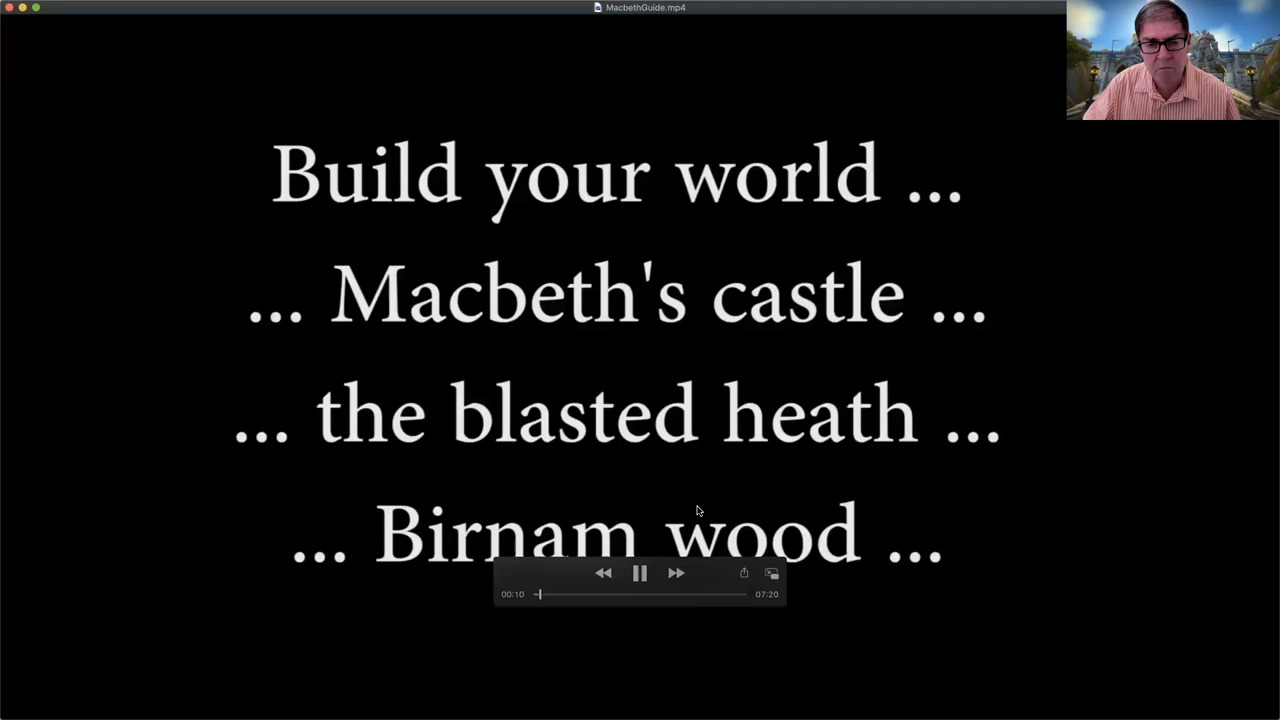 MacbethGuide.mp4
Build your world ...
... Macbeth's castle ...
... the blasted heath ...
... Birnam wood ...
00:10
07:20